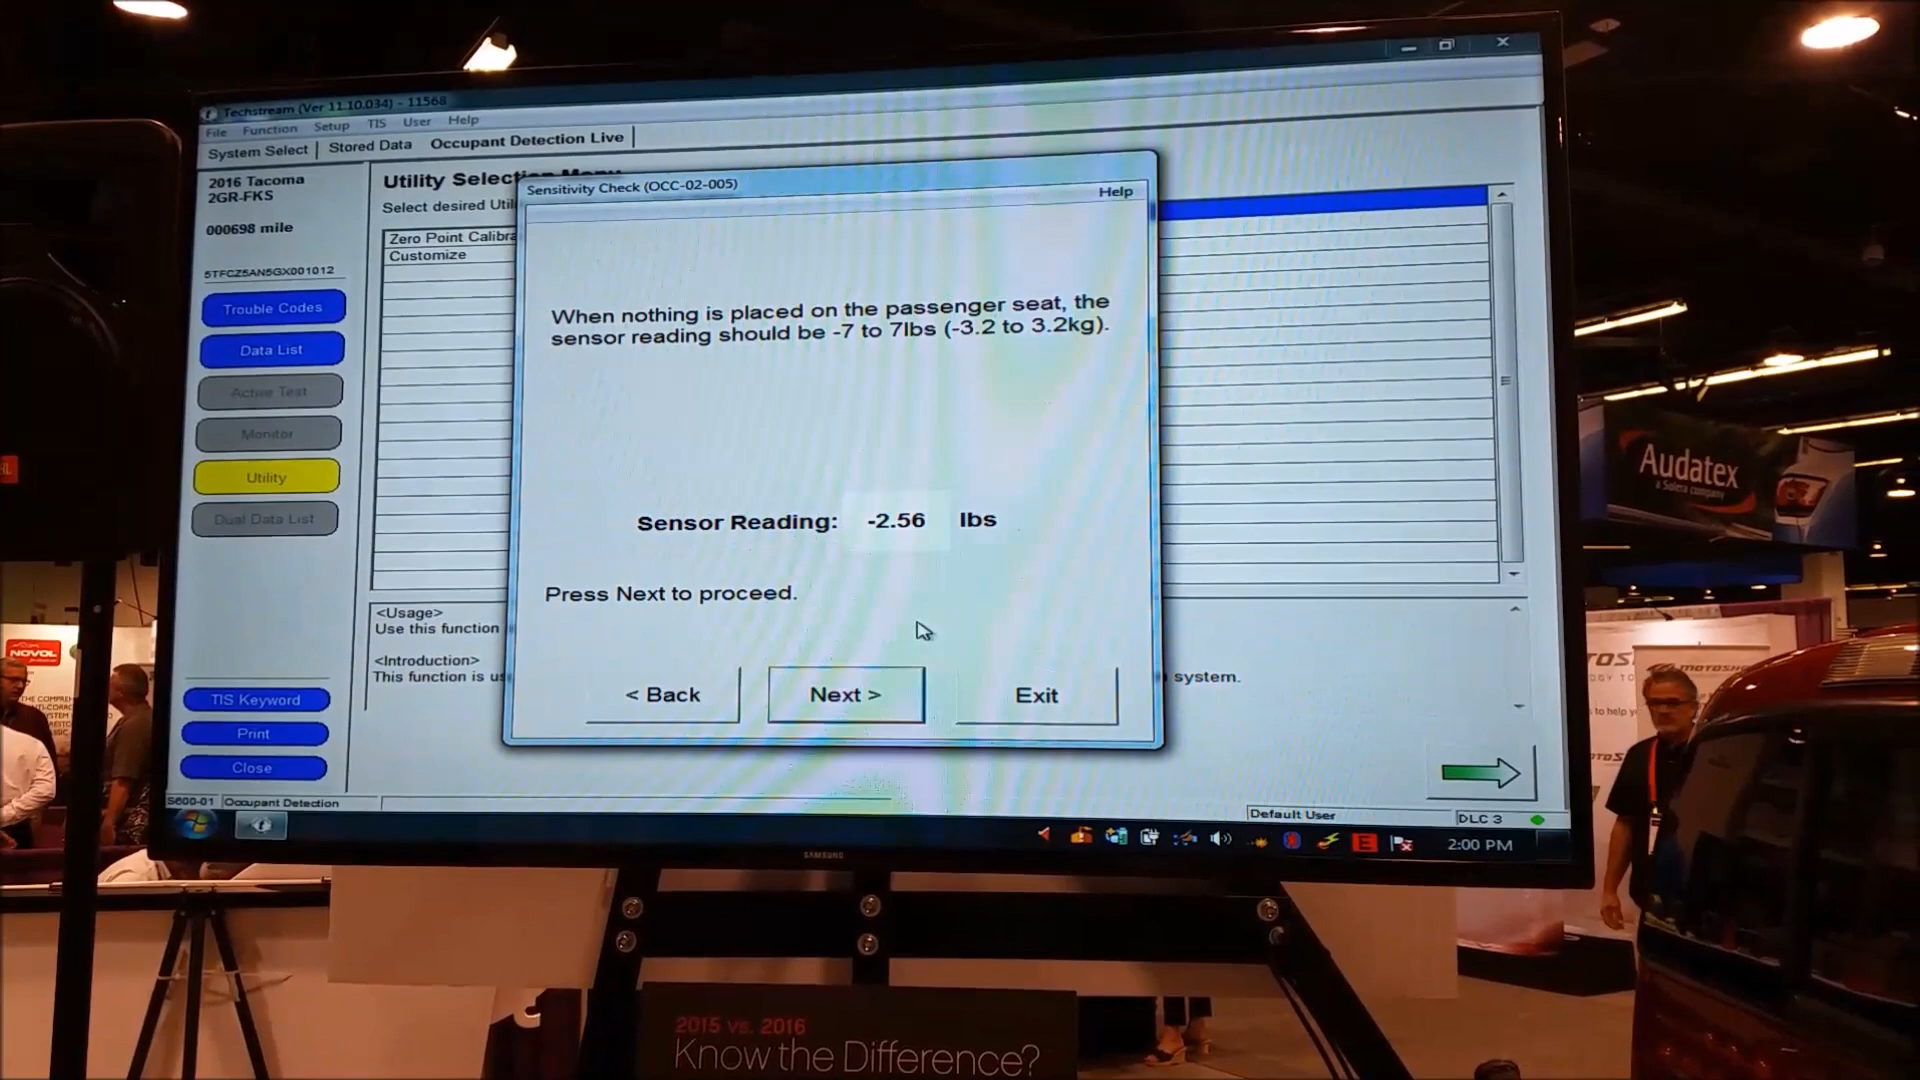 Techstream (Ver 11.10.034) - 11568
File Function Setup TIS User Help
System Select Stored Data Occupant Detection Live
2016 Tacoma
2GR-FKS
000698 mile
5TFCZ5AN5GX001012
Trouble Codes
Data List
Active Test
Monitor
Utility
Dual Data List
TIS Keyword
Print
Close
Utility Selection Menu
Select desired Util
Zero Point Calibra
Customize
Sensitivity Check (OCC-02-005)
Help
When nothing is placed on the passenger seat, the
sensor reading should be -7 to 7lbs (-3.2 to 3.2kg).
Sensor Reading: -2.56 lbs
Press Next to proceed.
< Back
Next >
Exit
<Usage>
Use this function
<Introduction>
This function is us
system.
S600-01 Occupant Detection
Default User
DLC 3
2:00 PM
SAMSUNG
Audatex
a Solera company
NOVOL
2015 vs. 2016
Know the Difference?